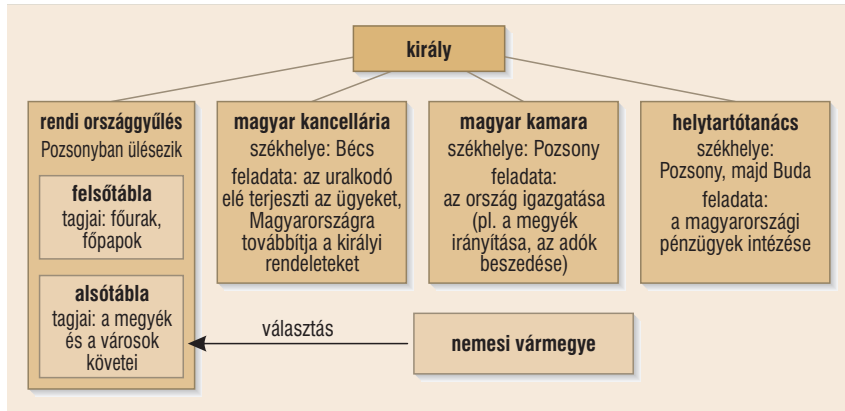 király
rendi országgyűlés
Pozsonyban ülésezik
felsőtábla
tagjai: főurak,
főpapok
alsótábla
tagjai: a megyék
és a városok
követei
magyar kancellária
székhelye: Bécs
feladata: az uralkodó
elé terjeszti az ügyeket,
Magyarországra
továbbítja a királyi
rendeleteket
magyar kamara
székhelye: Pozsony
feladata:
az ország igazgatása
(pl. a megyék
irányítása, az adók
beszedése)
helytartótanács
székhelye:
Pozsony, majd Buda
feladata:
a magyarországi
pénzügyek intézése
választás
nemesi vármegye